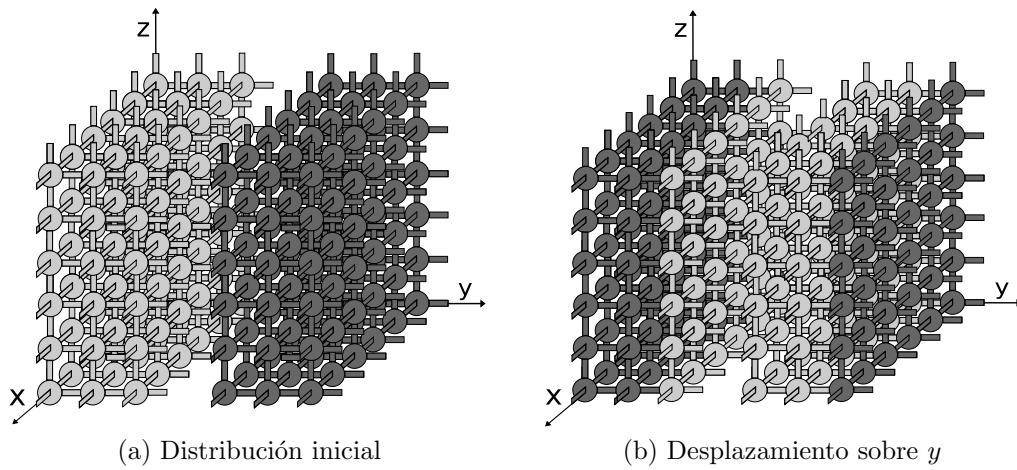 z
z
y
y
x
x
(a) Distribución inicial
(b) Desplazamiento sobre y